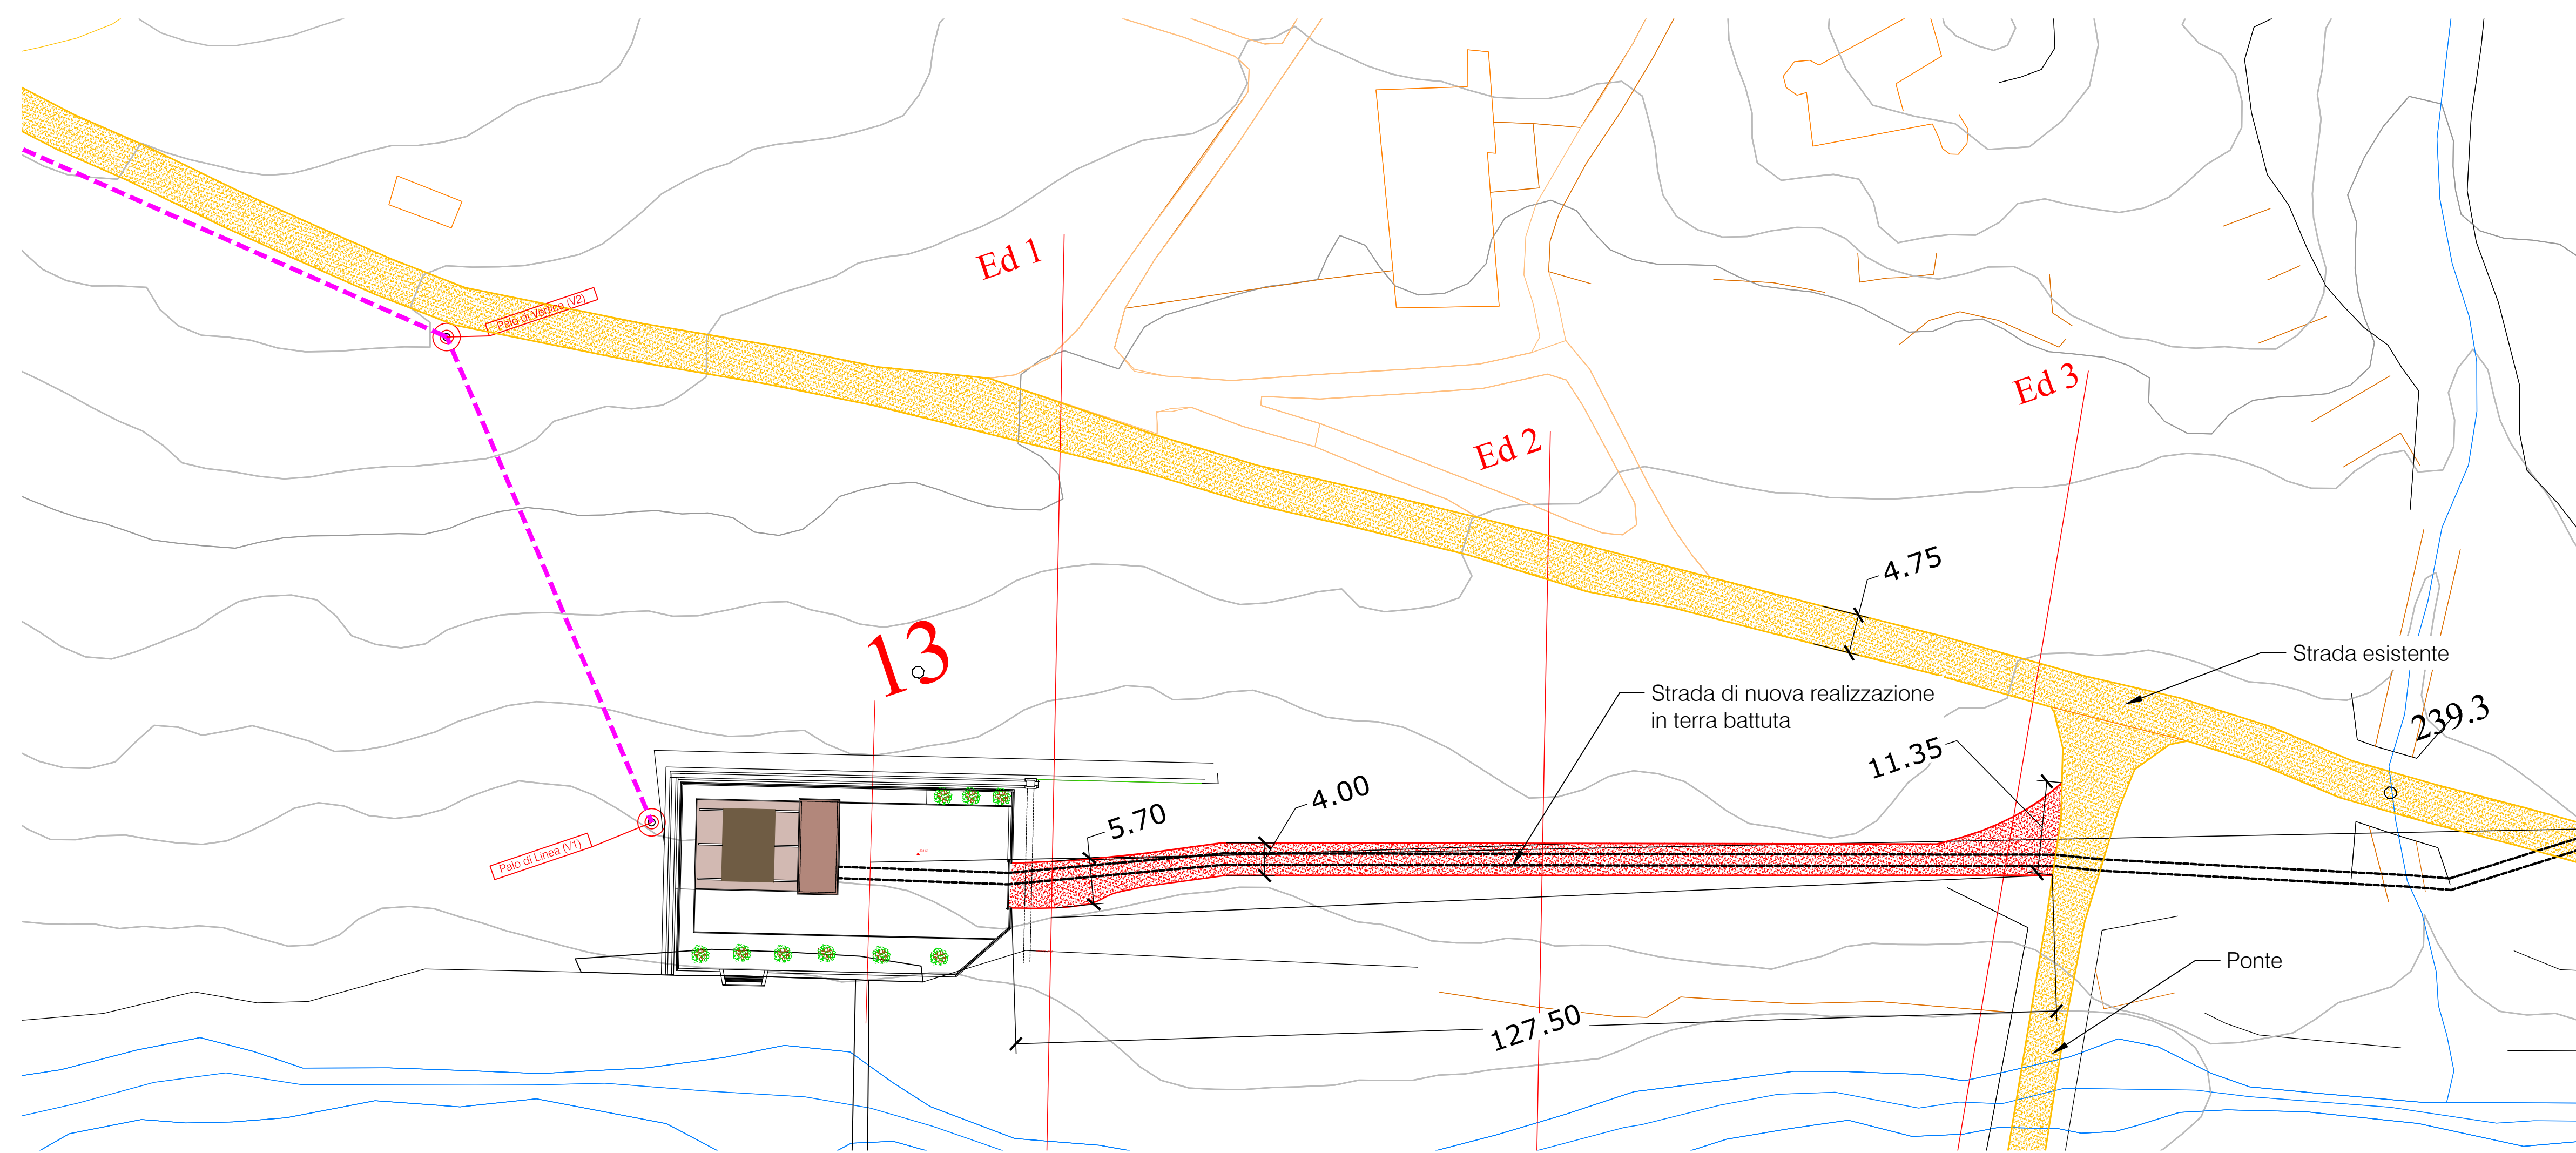 Ed 1
Palo di Vertice (V2)
Ed 3
Ed 2
4.75
13
Strada esistente
Strada di nuova realizzazione
in terra battuta
239.3
11.35
4.00
5.70
Palo di Linea (V1)
Ponte
127.50